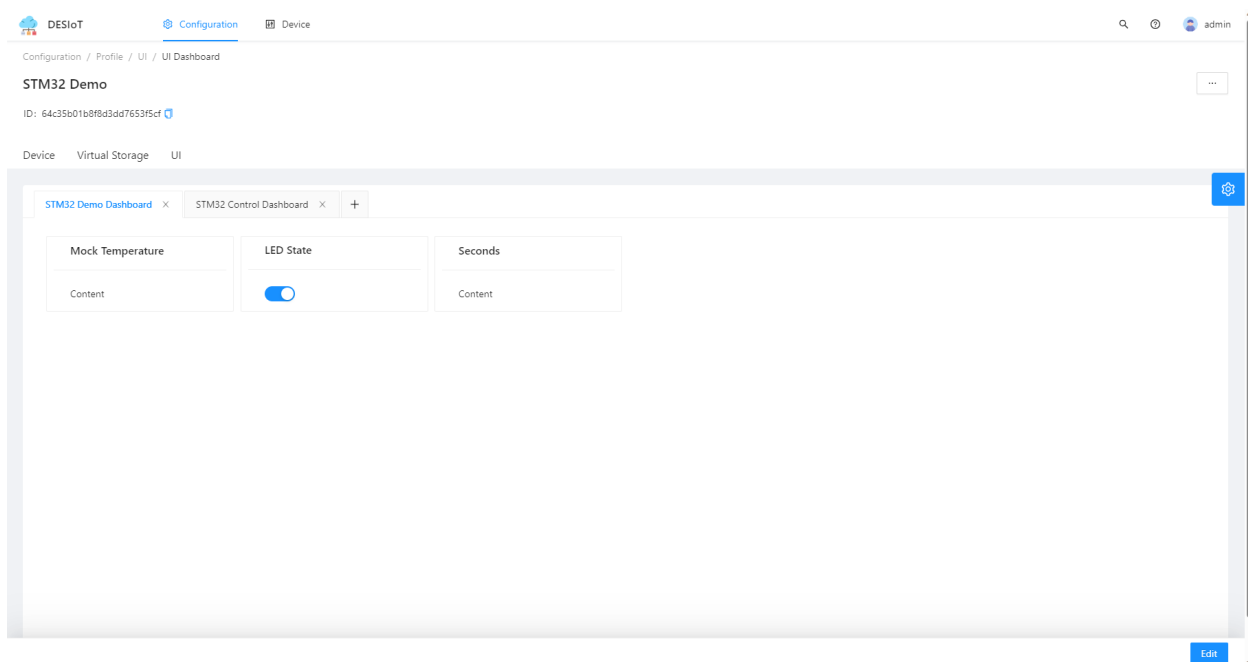 DESIoT Configuration Device admin
Configuration / Profile / UI / UI Dashboard
STM32 Demo
ID: 64c35b01b8f8d3dd7653f5cf
Device Virtual Storage UI
STM32 Demo Dashboard STM32 Control Dashboard
Mock Temperature LED State Seconds
Content Content
Edit